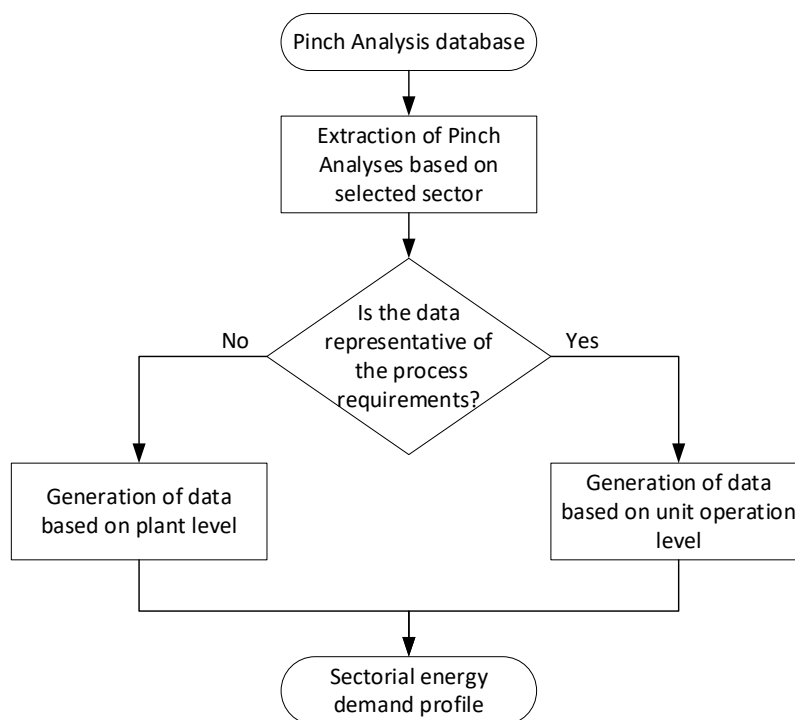 Pinch Analysis database
Extraction of Pinch
Analyses based on
selected sector
Is the data
representative of
the process
requirements?
No
Yes
Generation of data
based on plant level
Generation of data
based on unit operation
level
Sectorial energy
demand profile